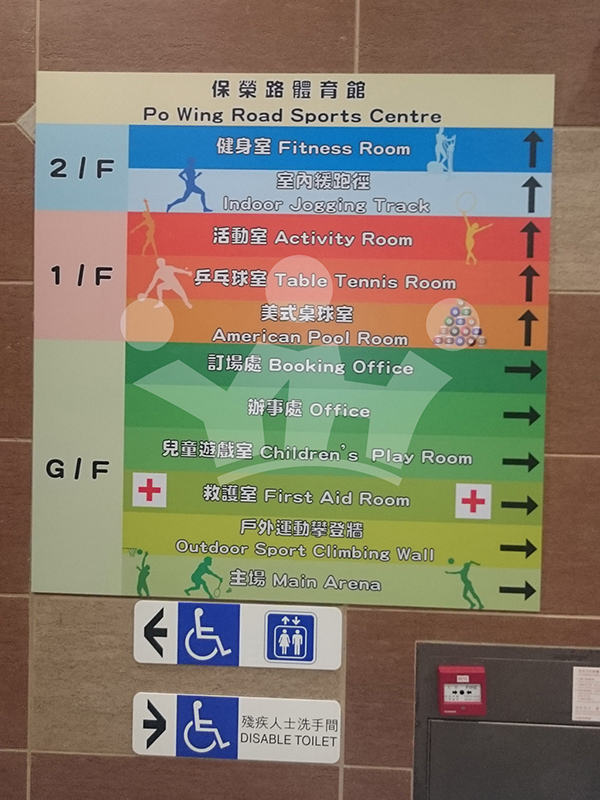 保榮路體育館
Po Wing Road Sports Centre
2/F
健身室 Fitness Room
室內緩跑徑
Indoor Jogging Track
1/F
活動室 Activity Room
乒乓球室 Table Tennis Room
美式桌球室
American Pool Room
G/F
訂場處 Booking Office
辦事處 Office
兒童遊戲室 Children's Play Room
救護室 First Aid Room
戶外運動攀登牆
Outdoor Sport Climbing Wall
主場 Main Arena
殘疾人士洗手間
DISABLE TOILET